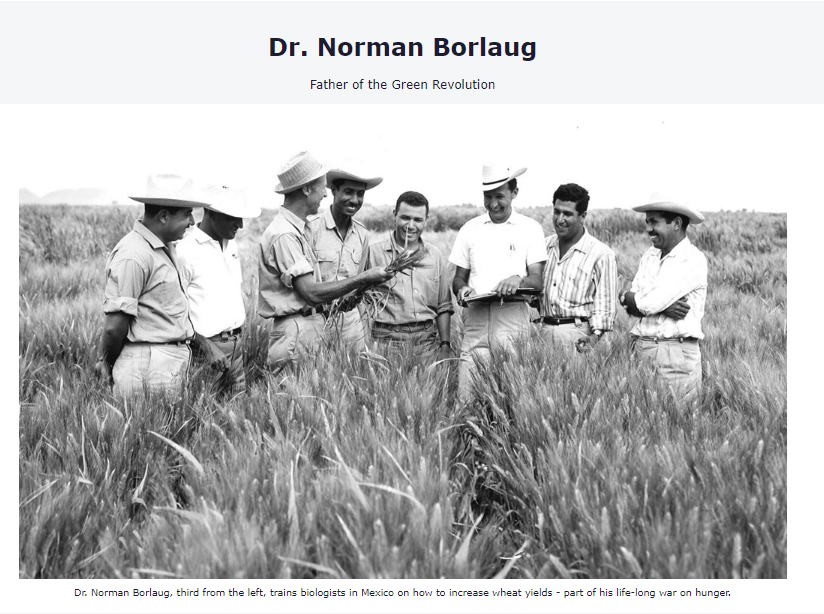 Dr. Norman Borlaug
Father of the Green Revolution
Dr. Norman Borlaug, third from the left, trains biologists in Mexico on how to increase wheat yields - part of his life-long war on hunger.